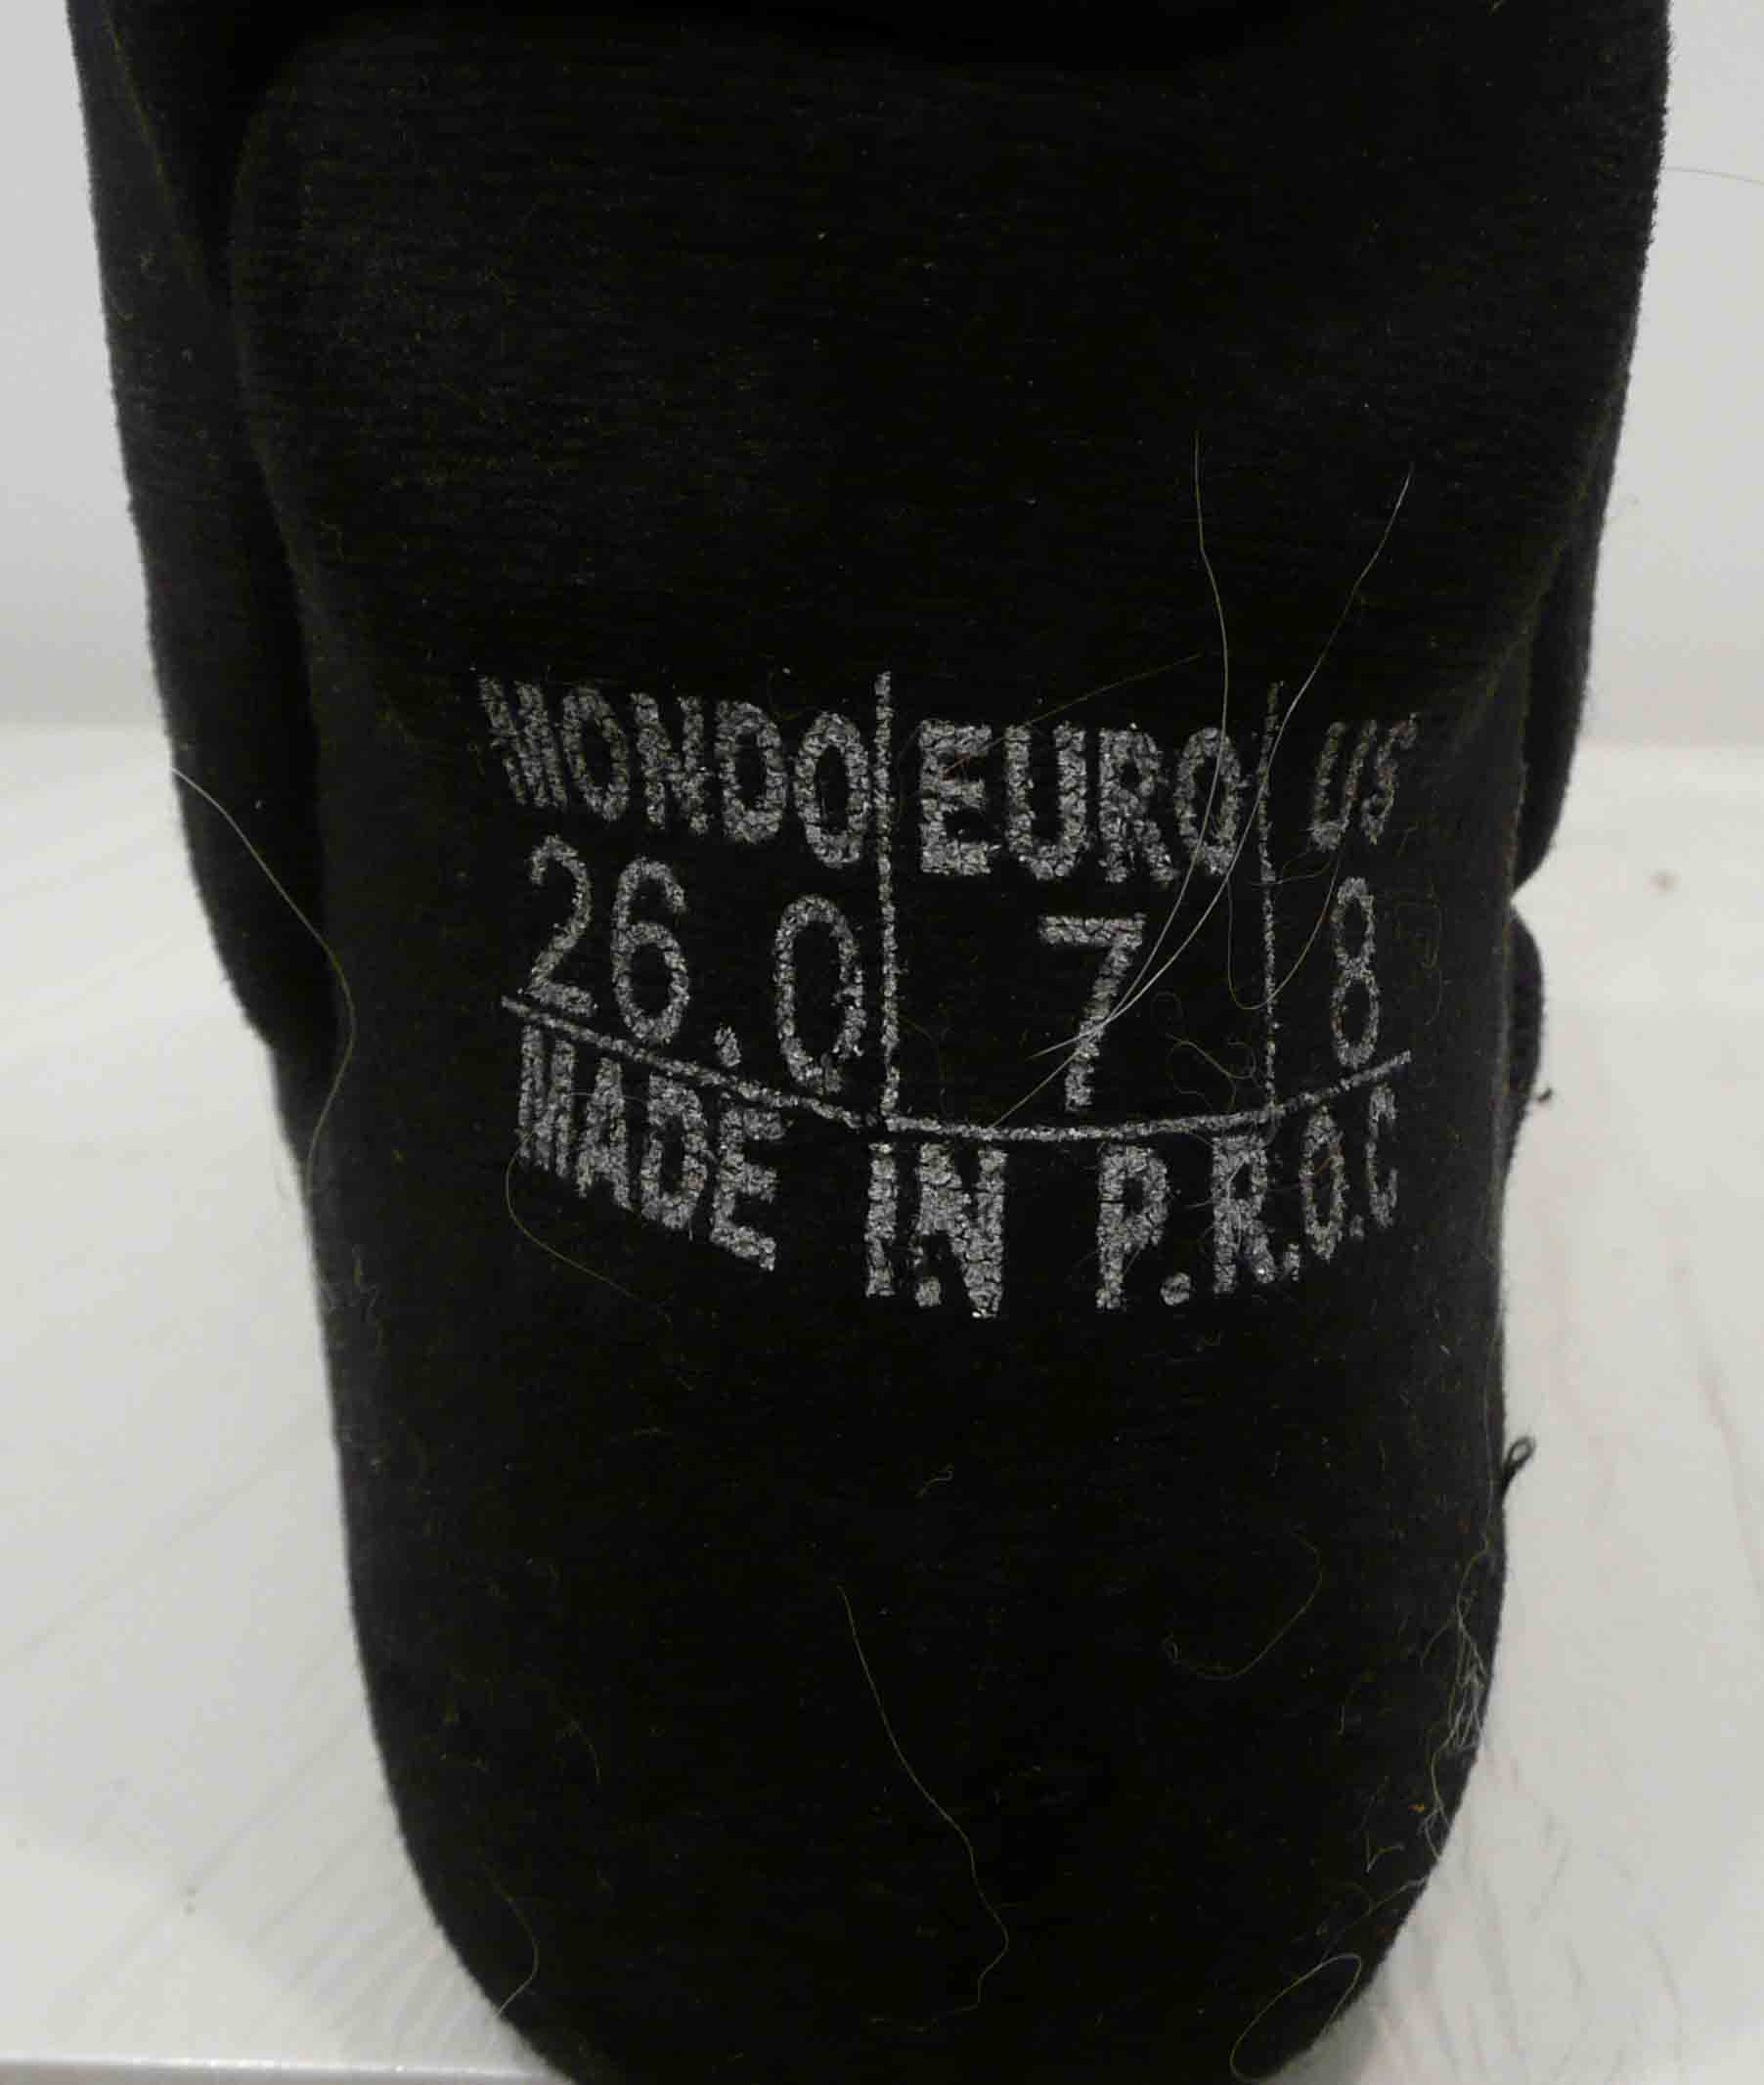 MONDO EURO US
26.0 7 8
MADE IN P.R.O.C